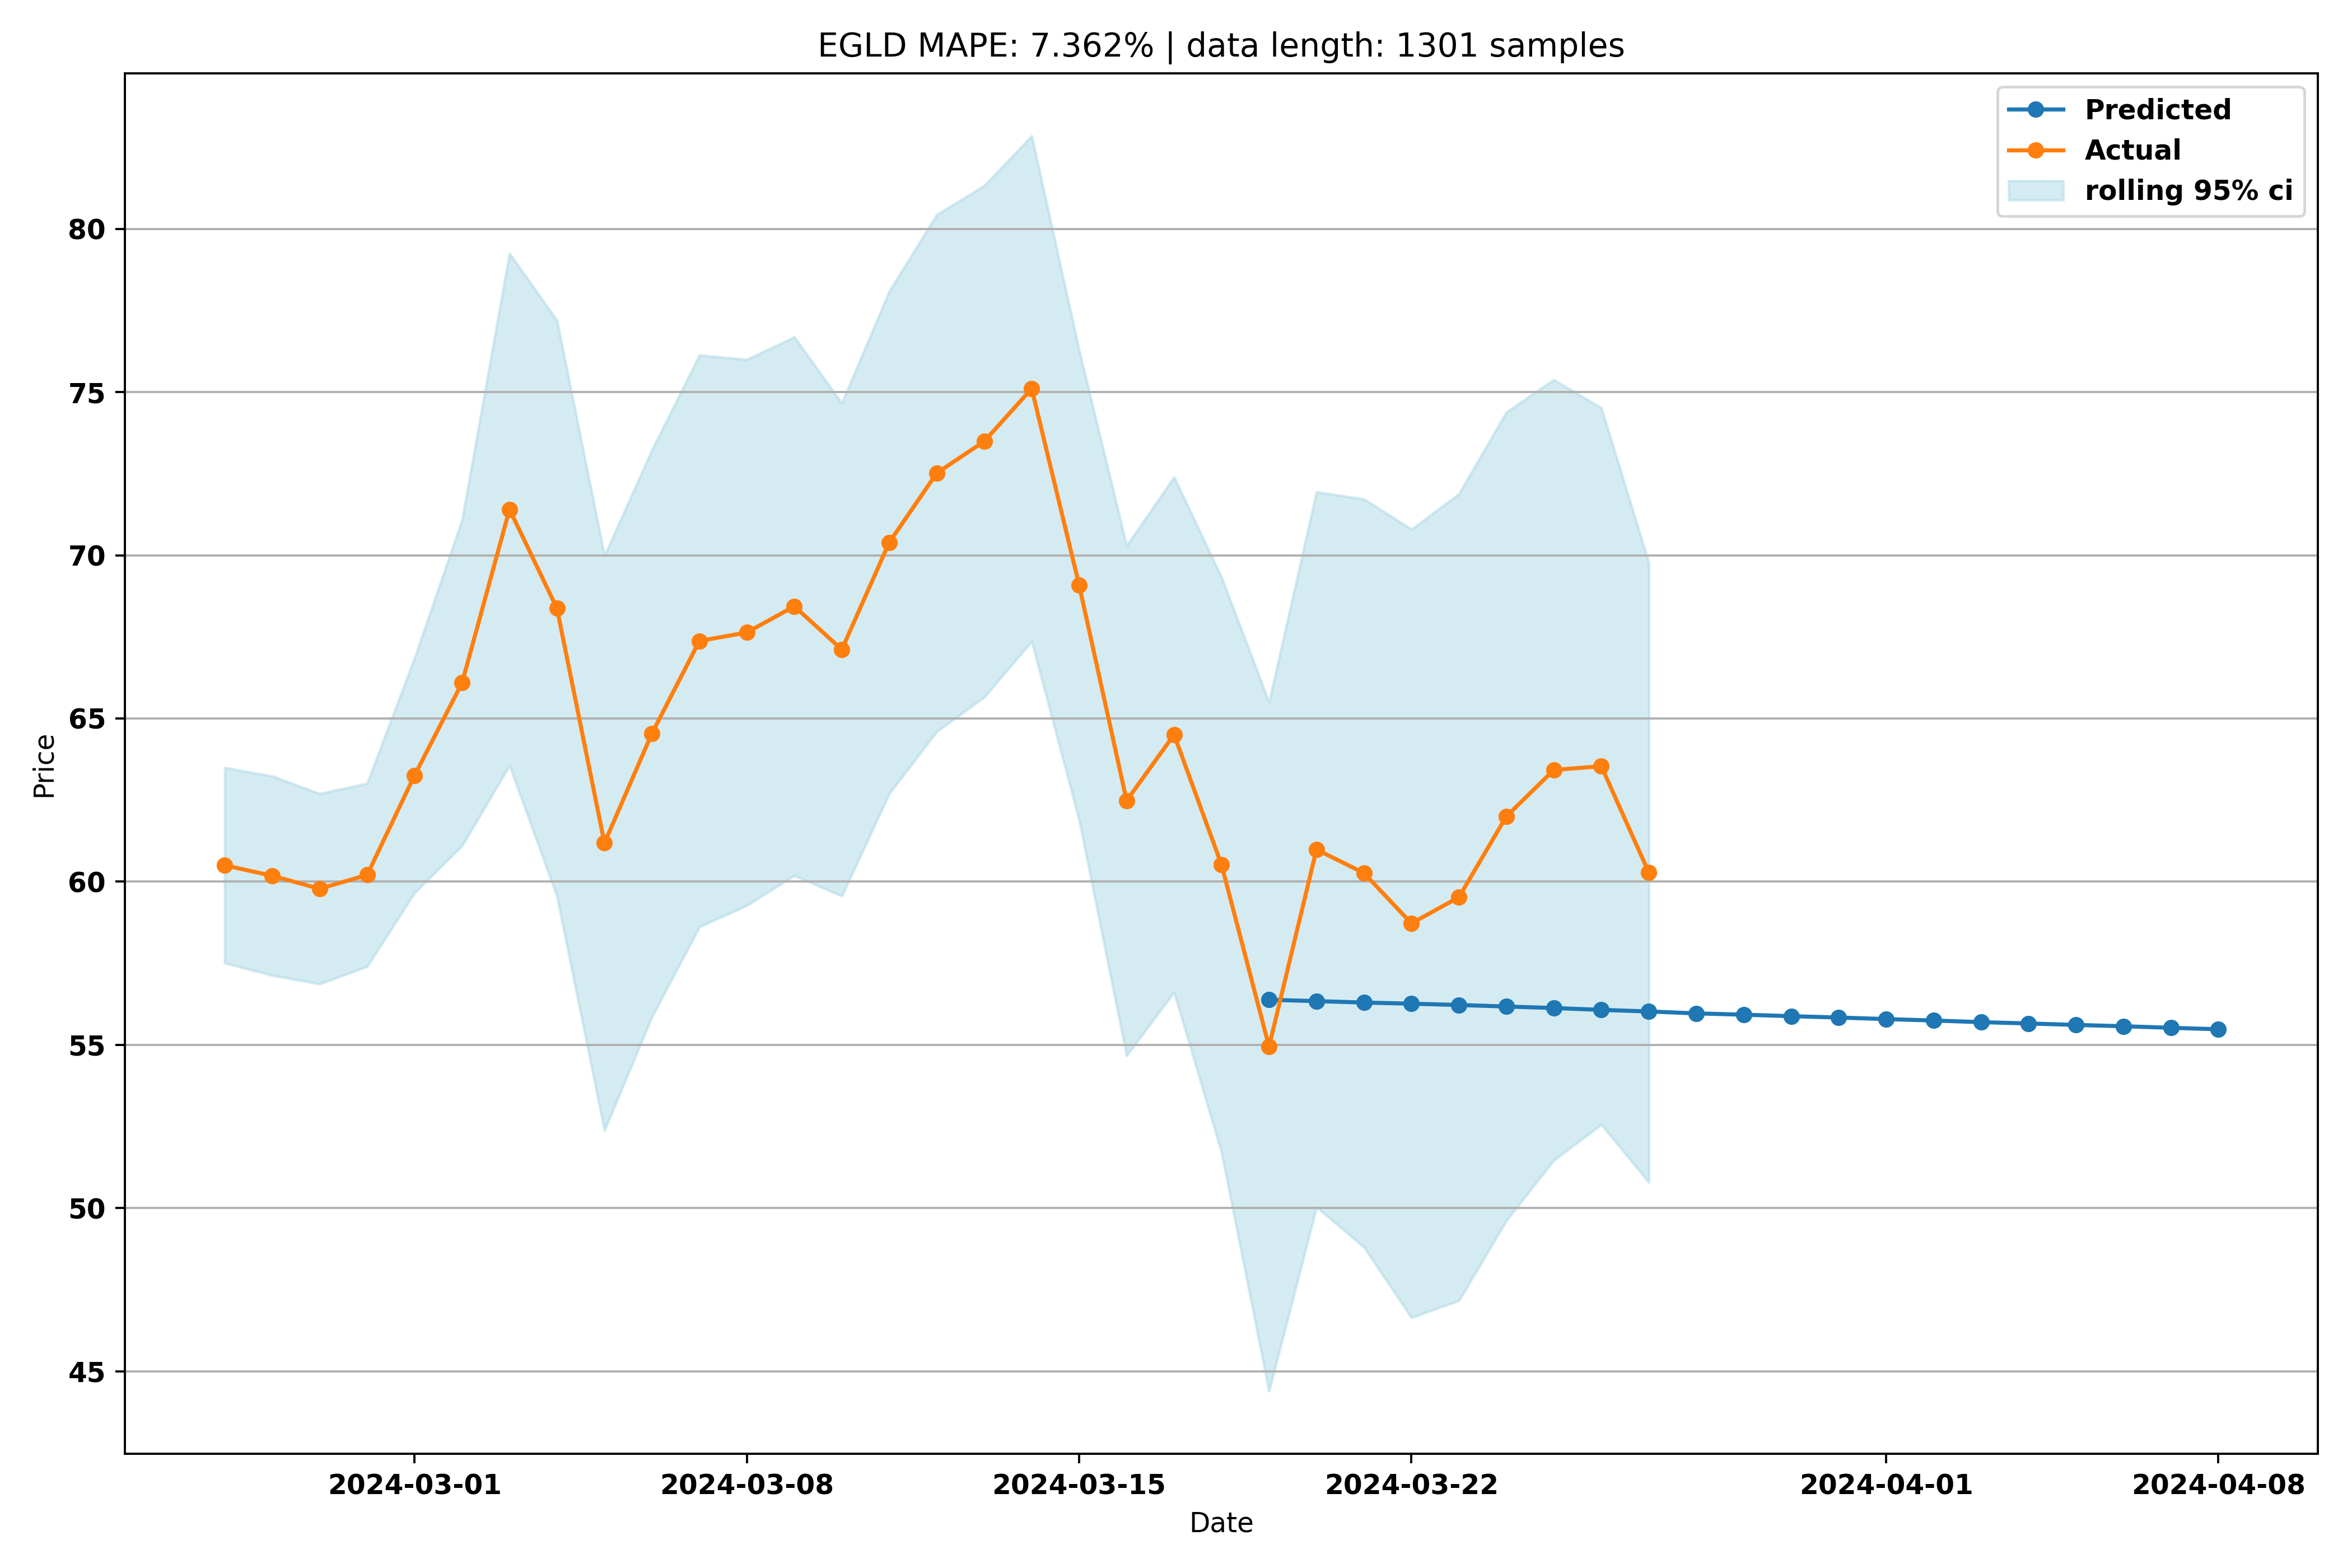 EGLD MAPE: 7.362% | data length: 1301 samples
Predicted
Actual
rolling 95% ci
80
75
70
65
60
55
50
45
Price
2024-03-01
2024-03-08
2024-03-15
2024-03-22
2024-04-01
2024-04-08
Date